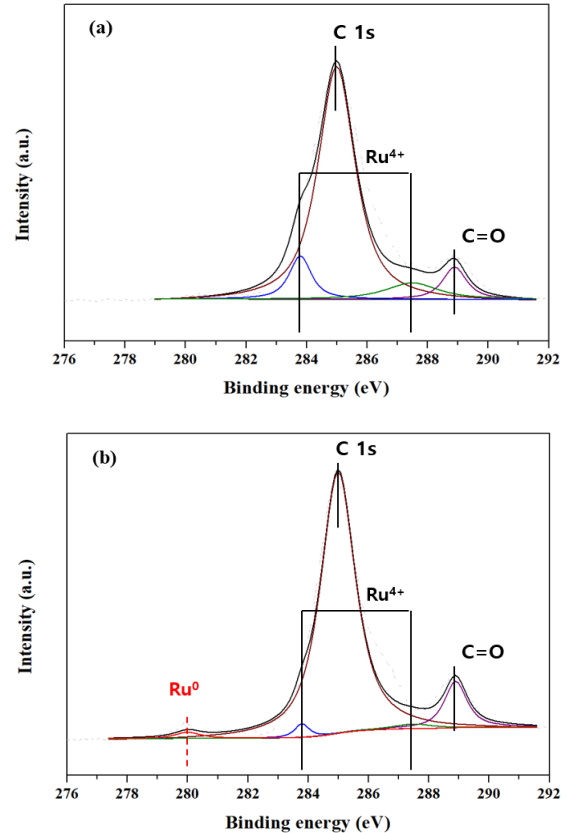 (a)
C 1s
Ru⁴⁺
C=O
Intensity (a.u.)
276 278 280 282 284 286 288 290 292
Binding energy (eV)
(b)
C 1s
Ru⁴⁺
C=O
Ru⁰
Intensity (a.u.)
276 278 280 282 284 286 288 290 292
Binding energy (eV)